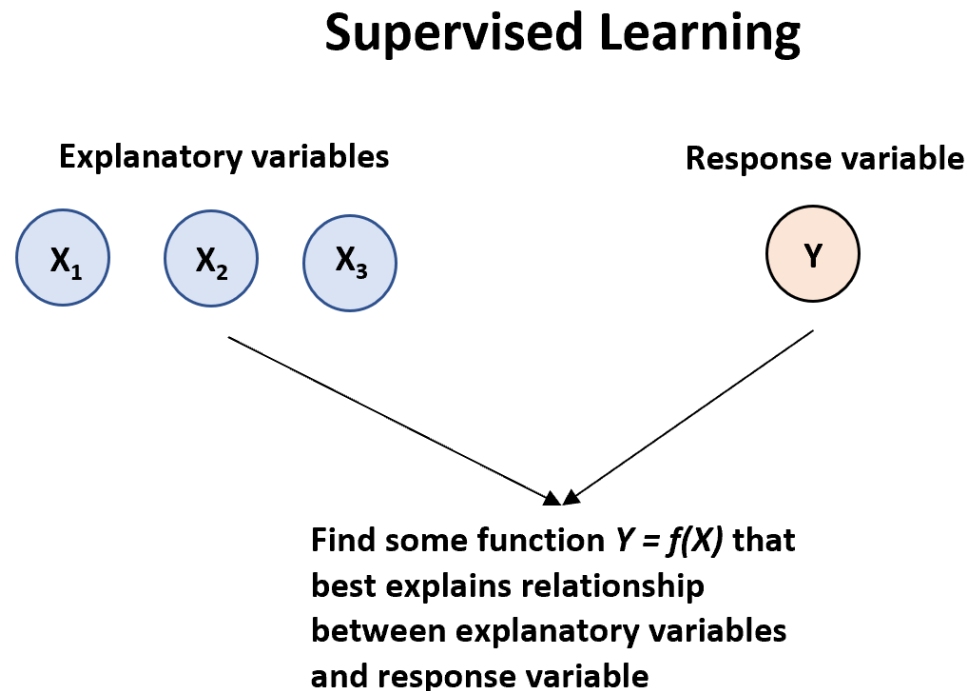 Supervised Learning
Explanatory variables
Response variable
X₁
X₂
X₃
Y
Find some function Y = f(X) that
best explains relationship
between explanatory variables
and response variable